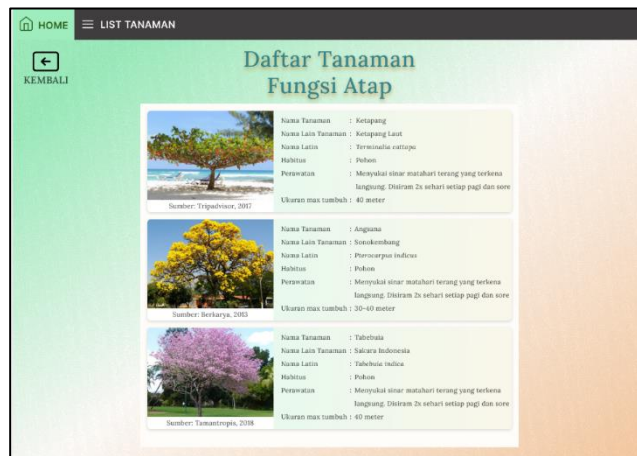 HOME
LIST TANAMAN
KEMBALI
Daftar Tanaman
Fungsi Atap
Nama Tanaman : Ketapang
Nama Lain Tanaman : Ketapang Laut
Nama Latin : Terminalia cattapa
Habitus : Pohon
Perawatan : Menyukai sinar matahari terang yang terkena
langsung. Disiram 2x sehari setiap pagi dan sore
Ukuran max tumbuh : 40 meter
Sumber: Tripadvisor, 2017
Nama Tanaman : Angsana
Nama Lain Tanaman : Sonokembang
Nama Latin : Pterocarpus indicus
Habitus : Pohon
Perawatan : Menyukai sinar matahari terang yang terkena
langsung. Disiram 2x sehari setiap pagi dan sore
Ukuran max tumbuh : 30-40 meter
Sumber: Berkarya, 2015
Nama Tanaman : Tabebuia
Nama Lain Tanaman : Sakura Indonesia
Nama Latin : Tabebuia indica
Habitus : Pohon
Perawatan : Menyukai sinar matahari terang yang terkena
langsung. Disiram 2x sehari setiap pagi dan sore
Ukuran max tumbuh : 40 meter
Sumber: Tamantropis, 2018